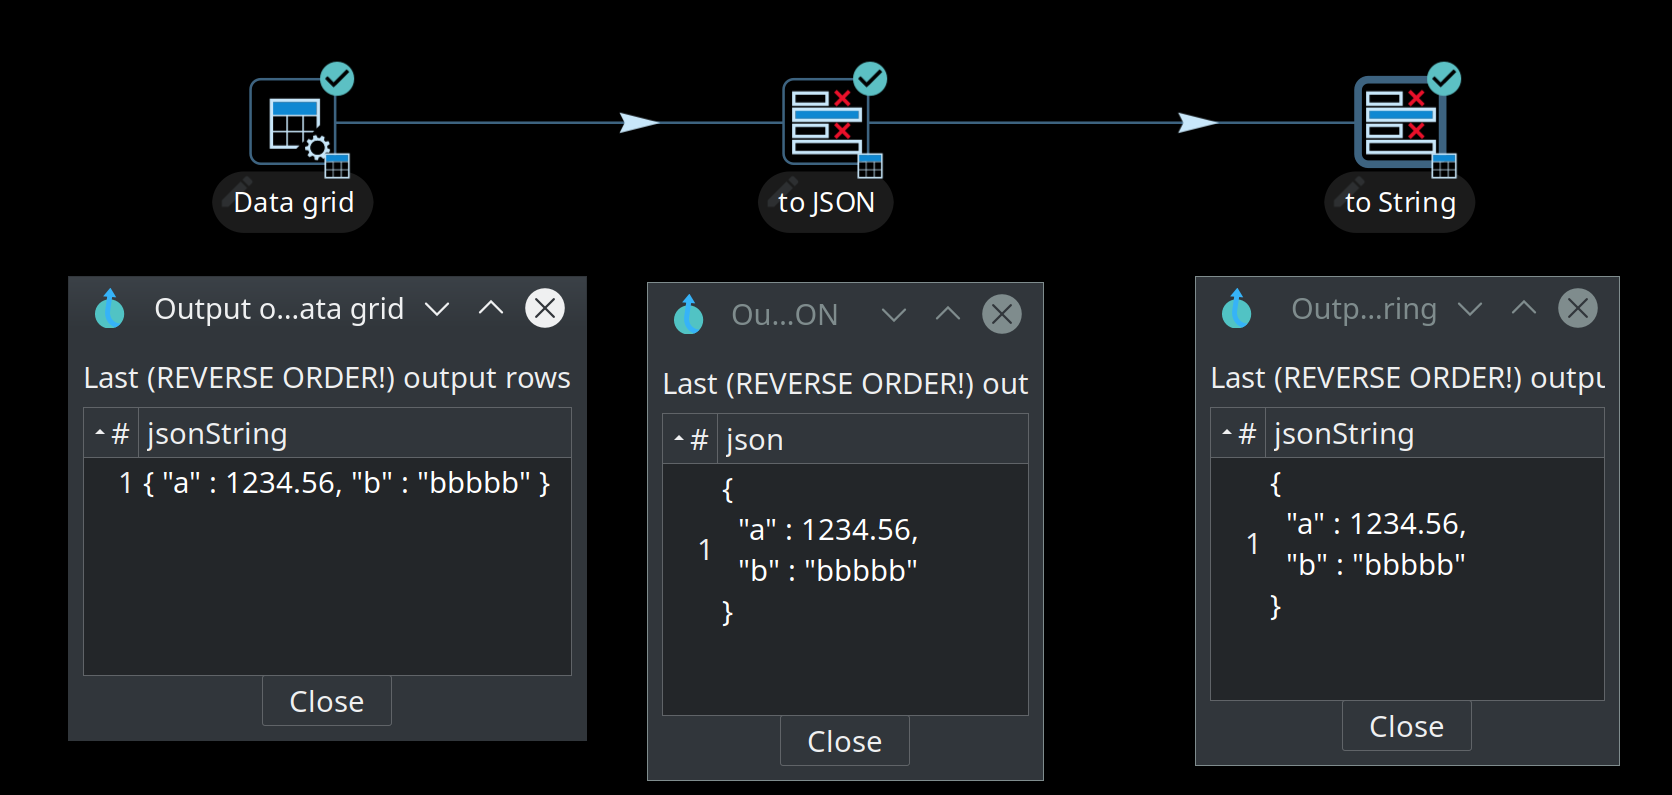 Data grid
to JSON
to String
Output o...ata grid
Last (REVERSE ORDER!) output rows
# jsonString
1 { "a" : 1234.56, "b" : "bbbbb" }
Close
Ou...ON
Last (REVERSE ORDER!) out
# json
{
"a" : 1234.56,
1
"b" : "bbbbb"
}
Close
Outp...ring
Last (REVERSE ORDER!) outpu
# jsonString
{
"a" : 1234.56,
1
"b" : "bbbbb"
}
Close